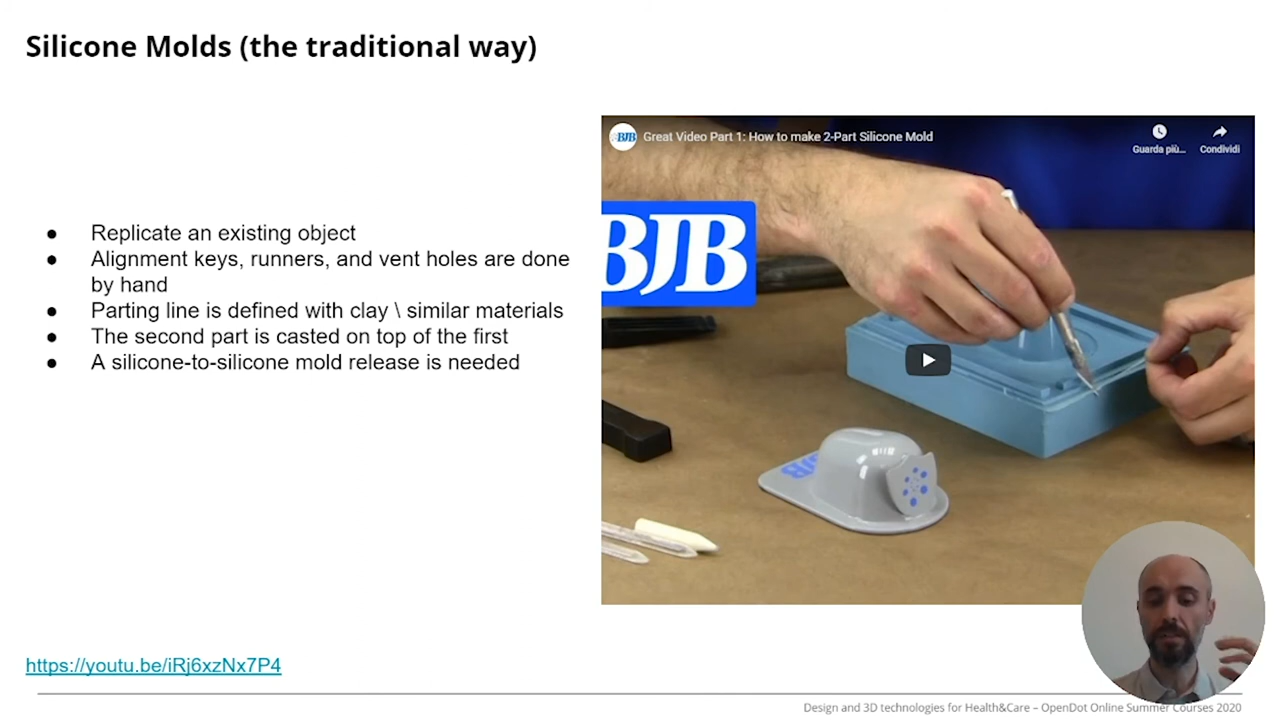 Silicone Molds (the traditional way)
● Replicate an existing object
● Alignment keys, runners, and vent holes are done
by hand
● Parting line is defined with clay \ similar materials
● The second part is casted on top of the first
● A silicone-to-silicone mold release is needed
BJB
Great Video Part 1: How to make 2-Part Silicone Mold
Guarda più...
Condividi
BJB
BJB
https://youtu.be/iRj6xzNx7P4
Design and 3D technologies for Health&Care – OpenDot Online Summer Courses 2020